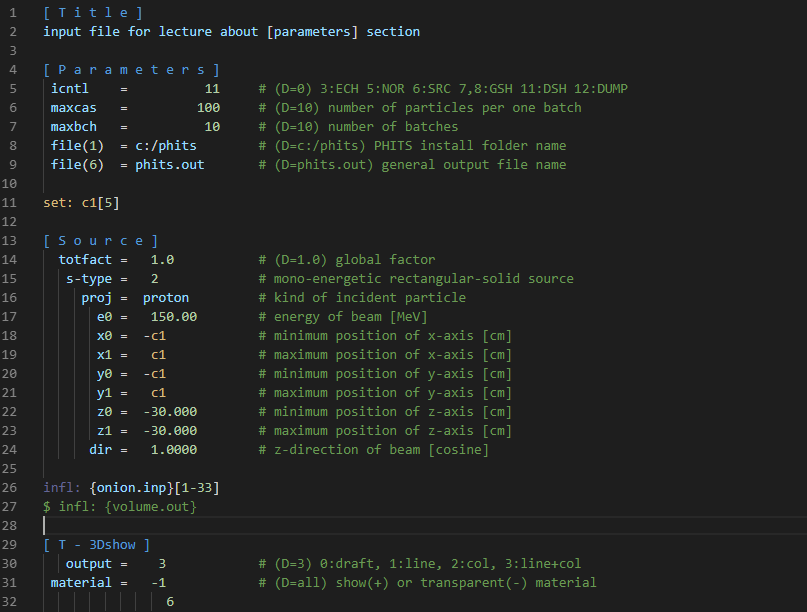 1 [ T i t l e ]
2 input file for lecture about [parameters] section
3
4 [ P a r a m e t e r s ]
5 icntl = 11 # (D=0) 3:ECH 5:NOR 6:SRC 7,8:GSH 11:DSH 12:DUMP
6 maxcas = 100 # (D=10) number of particles per one batch
7 maxbch = 10 # (D=10) number of batches
8 file(1) = c:/phits # (D=c:/phits) PHITS install folder name
9 file(6) = phits.out # (D=phits.out) general output file name
10
11 set: c1[5]
12
13 [ S o u r c e ]
14 totfact = 1.0 # (D=1.0) global factor
15 s-type = 2 # mono-energetic rectangular-solid source
16 proj = proton # kind of incident particle
17 e0 = 150.00 # energy of beam [MeV]
18 x0 = -c1 # minimum position of x-axis [cm]
19 x1 = c1 # maximum position of x-axis [cm]
20 y0 = -c1 # minimum position of y-axis [cm]
21 y1 = c1 # maximum position of y-axis [cm]
22 z0 = -30.000 # minimum position of z-axis [cm]
23 z1 = -30.000 # maximum position of z-axis [cm]
24 dir = 1.0000 # z-direction of beam [cosine]
25
26 infl: {onion.inp}[1-33]
27 $ infl: {volume.out}
28
29 [ T - 3Dshow ]
30 output = 3 # (D=3) 0:draft, 1:line, 2:col, 3:line+col
31 material = -1 # (D=all) show(+) or transparent(-) material
32 6